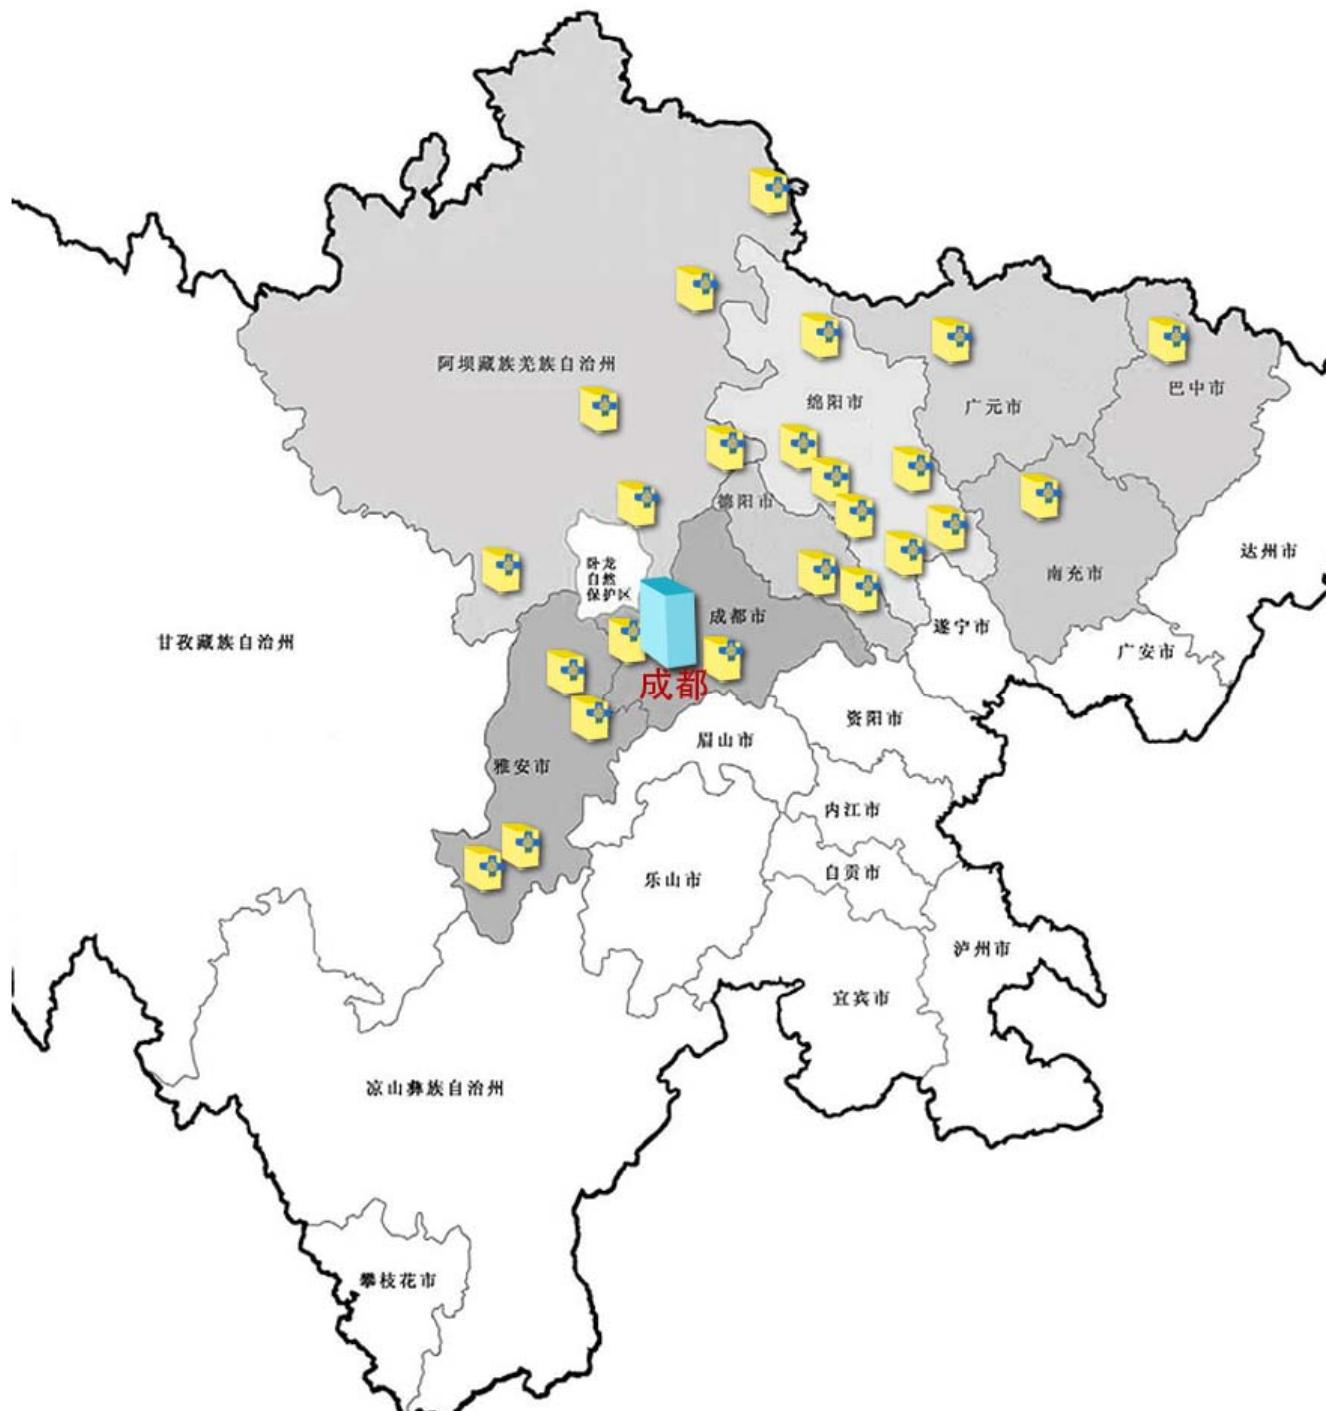 阿坝藏族羌族自治州
绵阳市
广元市
巴中市
德阳市
南充市
达州市
卧龙
自然
保护区
成都市
遂宁市
甘孜藏族自治州
广安市
成都
资阳市
眉山市
雅安市
内江市
乐山市
自贡市
泸州市
宜宾市
凉山彝族自治州
攀枝花市